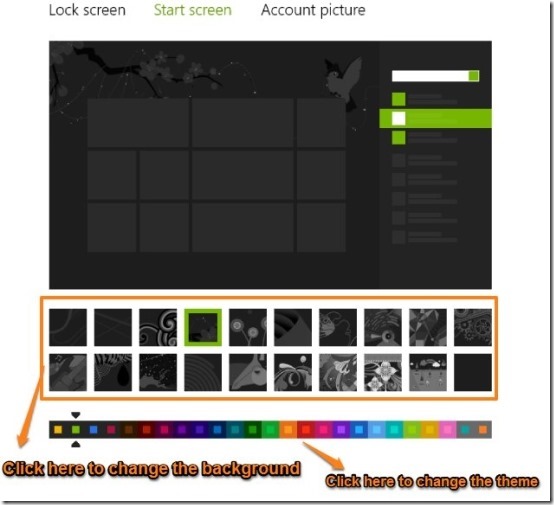 Lock screen Start screen Account picture
Click here to change the background
Click here to change the theme